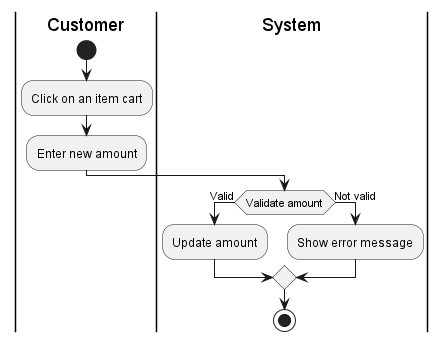 Customer
System
Click on an item cart
Enter new amount
Valid
Validate amount
Not valid
Update amount
Show error message